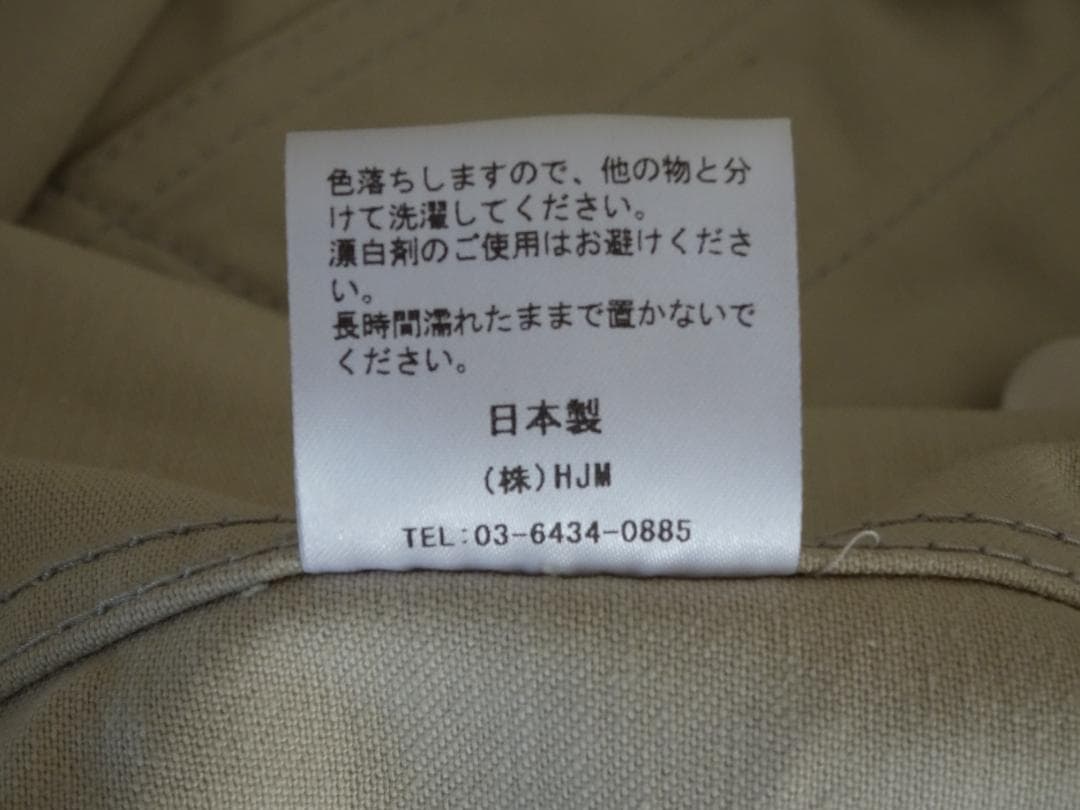 色落ちしますので、他の物と分
けて洗濯してください。
漂白剤のご使用はお避けくださ
い。
長時間濡れたままで置かないで
ください。
日本製
(株)HJM
TEL:03-6434-0885